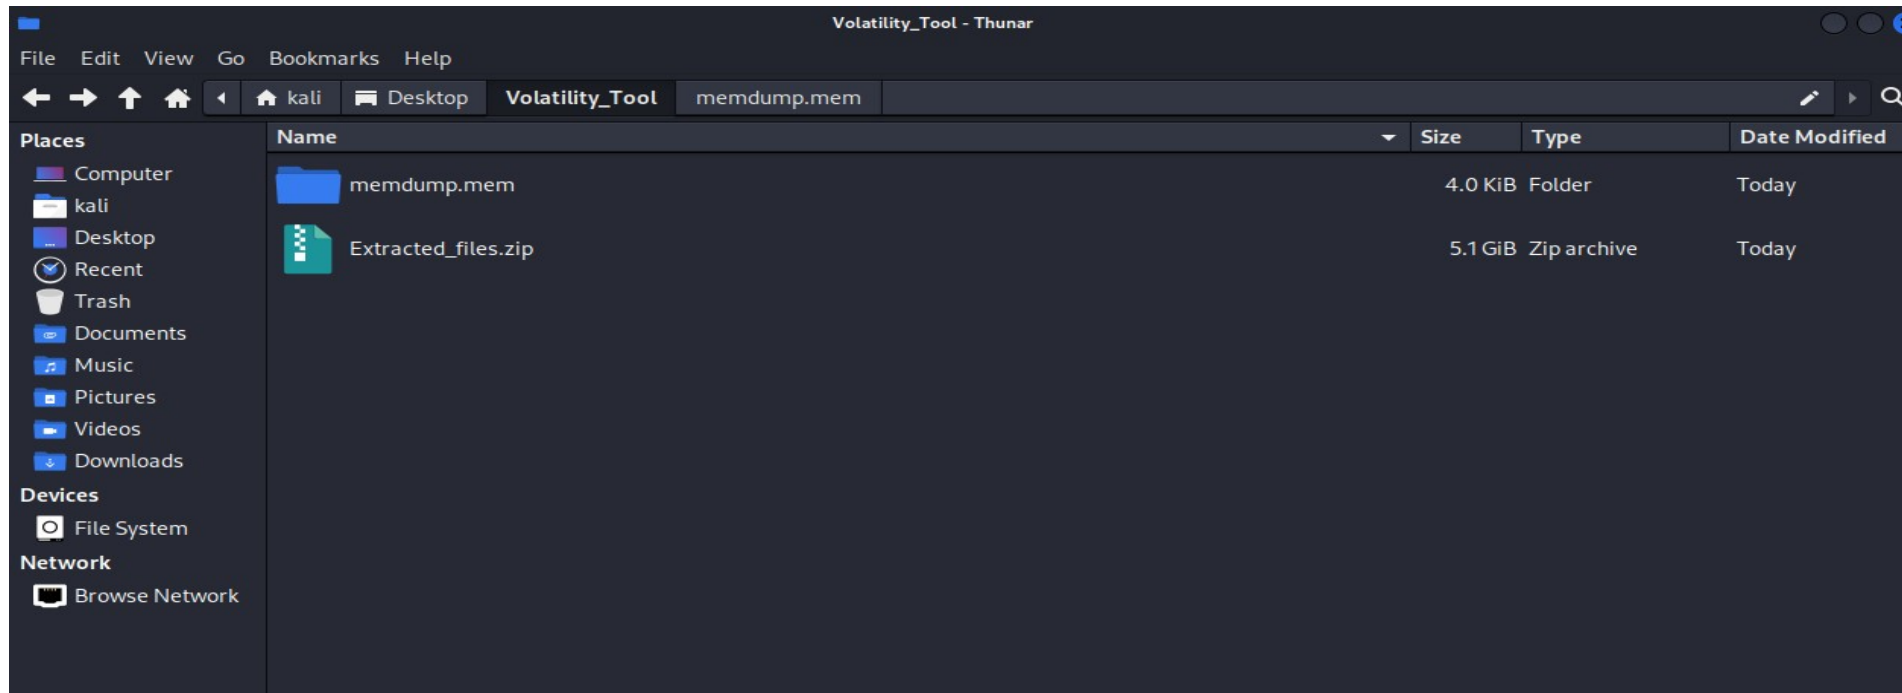 Volatility_Tool - Thunar
File Edit View Go Bookmarks Help
kali Desktop Volatility_Tool memdump.mem
Places
Computer
kali
Desktop
Recent
Trash
Documents
Music
Pictures
Videos
Downloads
Devices
File System
Network
Browse Network
Name Size Type Date Modified
memdump.mem 4.0 KiB Folder Today
Extracted_files.zip 5.1 GiB Zip archive Today